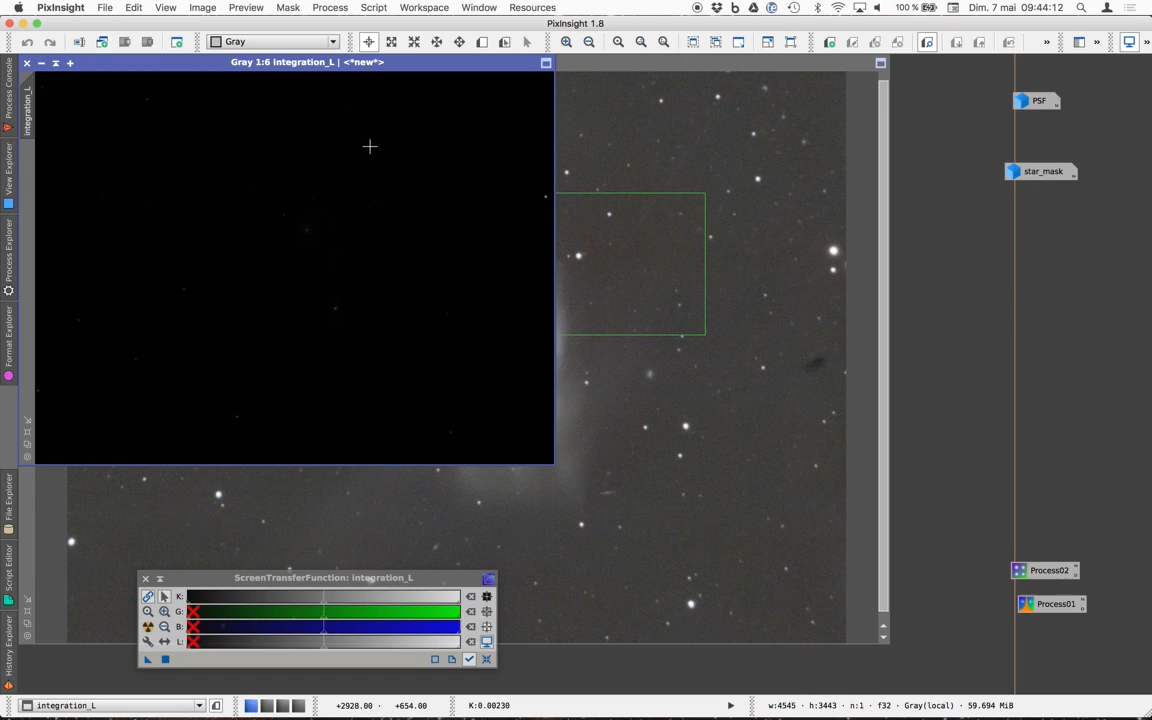 PixInsight File Edit View Image Preview Mask Process Script Workspace Window Resources 100 % Dim. 7 mai 09:44:12
PixInsight 1.8
Gray
Gray 1:6 integration_L | <*new*>
Process Console
View Explorer
Process Explorer
Format Explorer
File Explorer
Script Editor
History Explorer
integration_L
PSF
N
star_mask
N
Process02
N
D
Process01
N
D
ScreenTransferFunction: integration_L
K:
G:
B:
L:
integration_L +2928.00 · +654.00 K:0.00230 w:4545 · h:3443 · n:1 · f32 · Gray(local) · 59.694 MiB